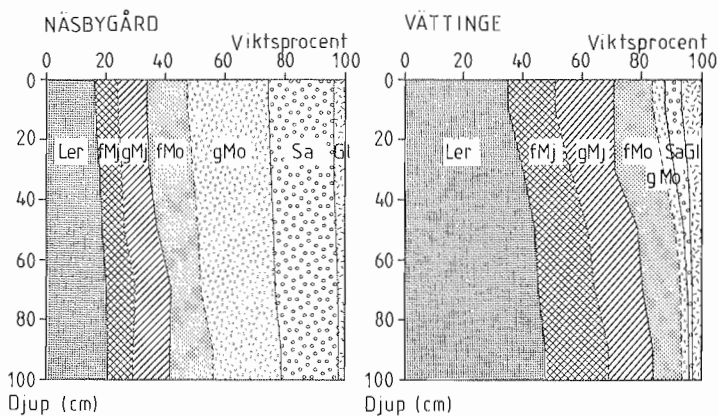 NÄSBYGÅRD
Viktsprocent
0 20 40 60 80 100
0
20
40
60
80
100
Ler fMj gMj fMo gMo Sa Gl
Djup (cm)
VÄTTINGE
Viktsprocent
0 20 40 60 80 100
0
20
40
60
80
100
Ler fMj gMj fMo Sa Gl
gMo
Djup (cm)